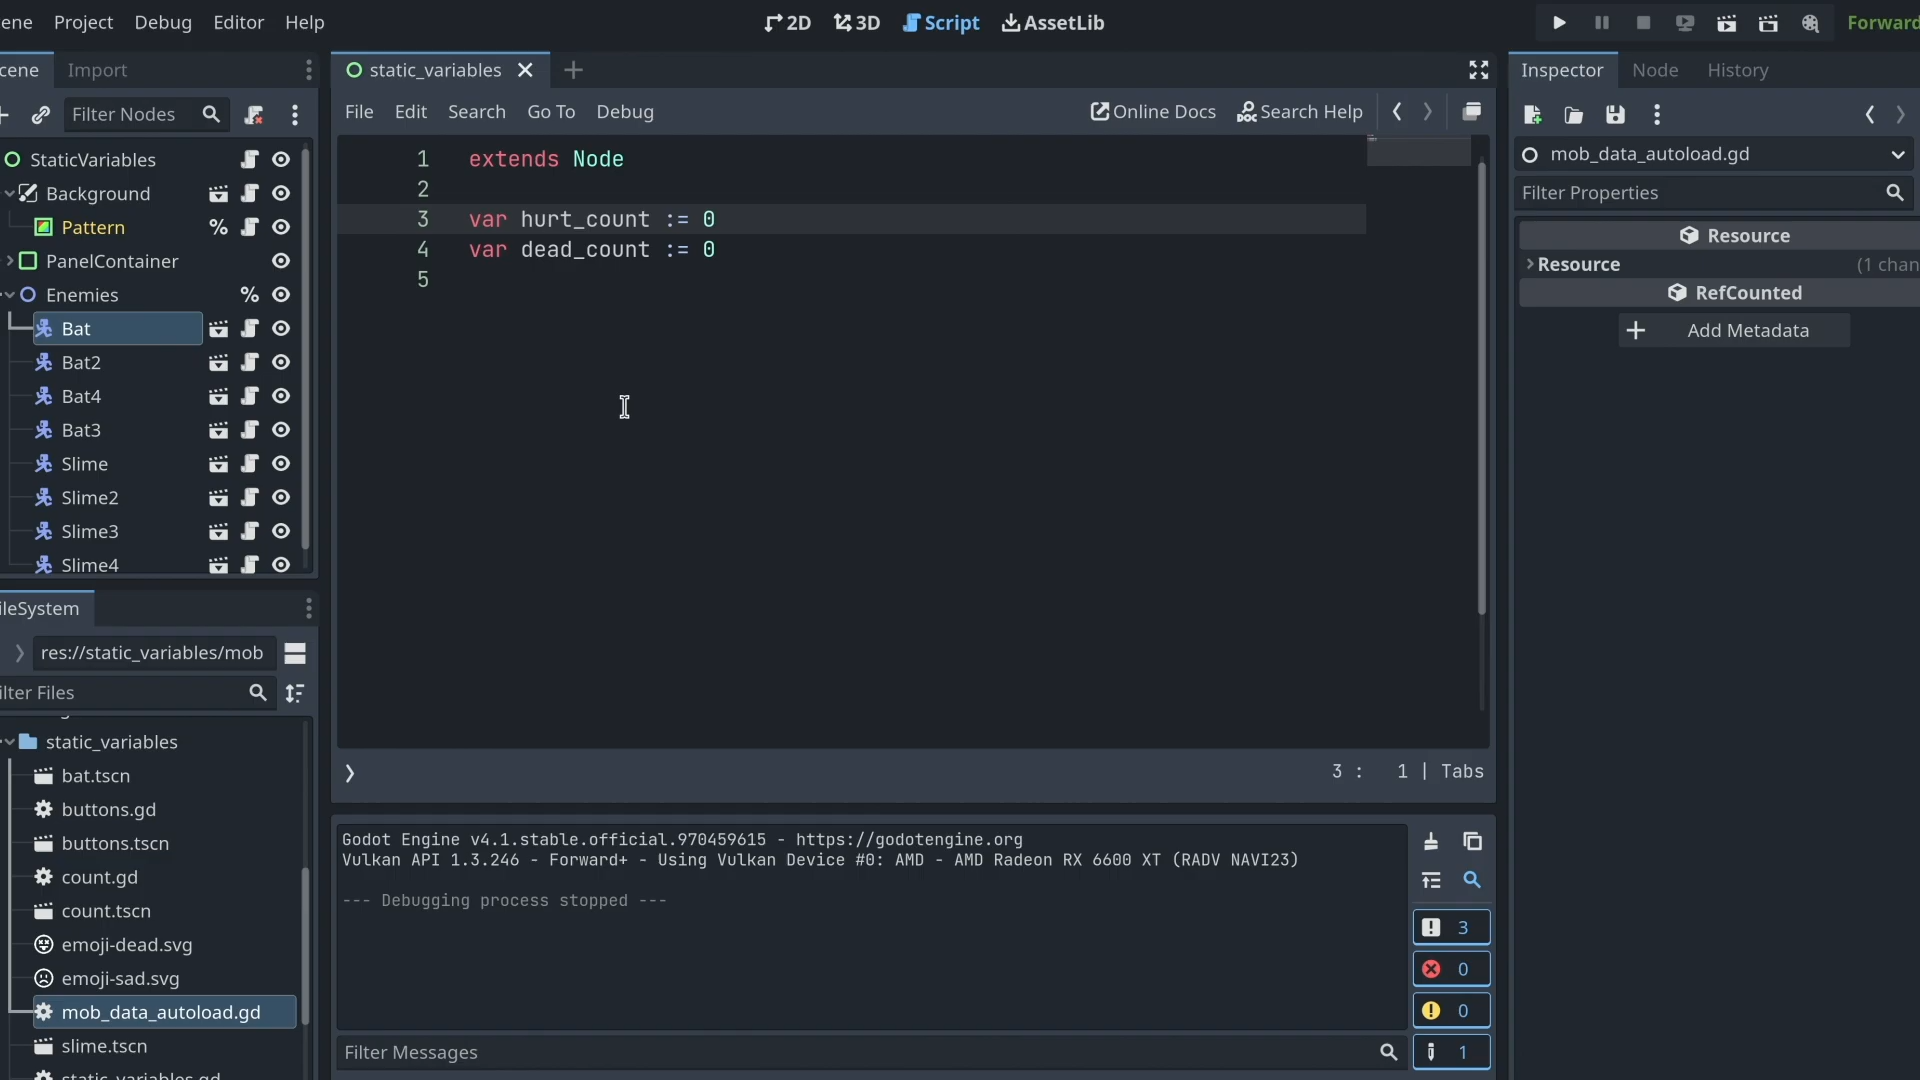 ene Project Debug Editor Help
2D 3D Script AssetLib
Forward
cene Import
static_variables
Inspector Node History
Filter Nodes
File Edit Search Go To Debug
Online Docs Search Help
mob_data_autoload.gd
Filter Properties
Resource
Resource (1 chan
RefCounted
Add Metadata
StaticVariables
Background
Pattern %
PanelContainer
Enemies %
Bat
Bat2
Bat4
Bat3
Slime
Slime2
Slime3
Slime4
1 extends Node
2
3 var hurt_count := 0
4 var dead_count := 0
5
3 : 1 | Tabs
ileSystem
res://static_variables/mob
ilter Files
static_variables
bat.tscn
buttons.gd
buttons.tscn
count.gd
count.tscn
emoji-dead.svg
emoji-sad.svg
mob_data_autoload.gd
slime.tscn
static_variables.gd
Godot Engine v4.1.stable.official.970459615 - https://godotengine.org
Vulkan API 1.3.246 - Forward+ - Using Vulkan Device #0: AMD - AMD Radeon RX 6600 XT (RADV NAVI23)
--- Debugging process stopped ---
3
0
0
1
Filter Messages